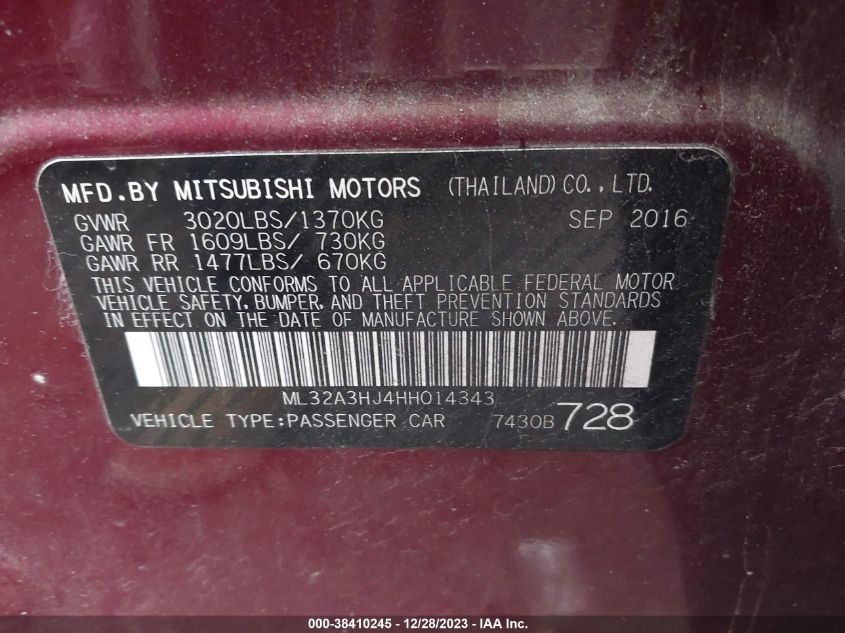 MFD.BY MITSUBISHI MOTORS (THAILAND) CO., LTD.
GVWR 3020LBS/1370KG SEP 2016
GAWR FR 1609LBS/ 730KG
GAWR RR 1477LBS/ 670KG
THIS VEHICLE CONFORMS TO ALL APPLICABLE FEDERAL MOTOR
VEHICLE SAFETY, BUMPER, AND THEFT PREVENTION STANDARDS
IN EFFECT ON THE DATE OF MANUFACTURE SHOWN ABOVE.
ML32A3HJ4HH014343
VEHICLE TYPE:PASSENGER CAR 7430B 728
000-38410245 - 12/28/2023 - IAA Inc.